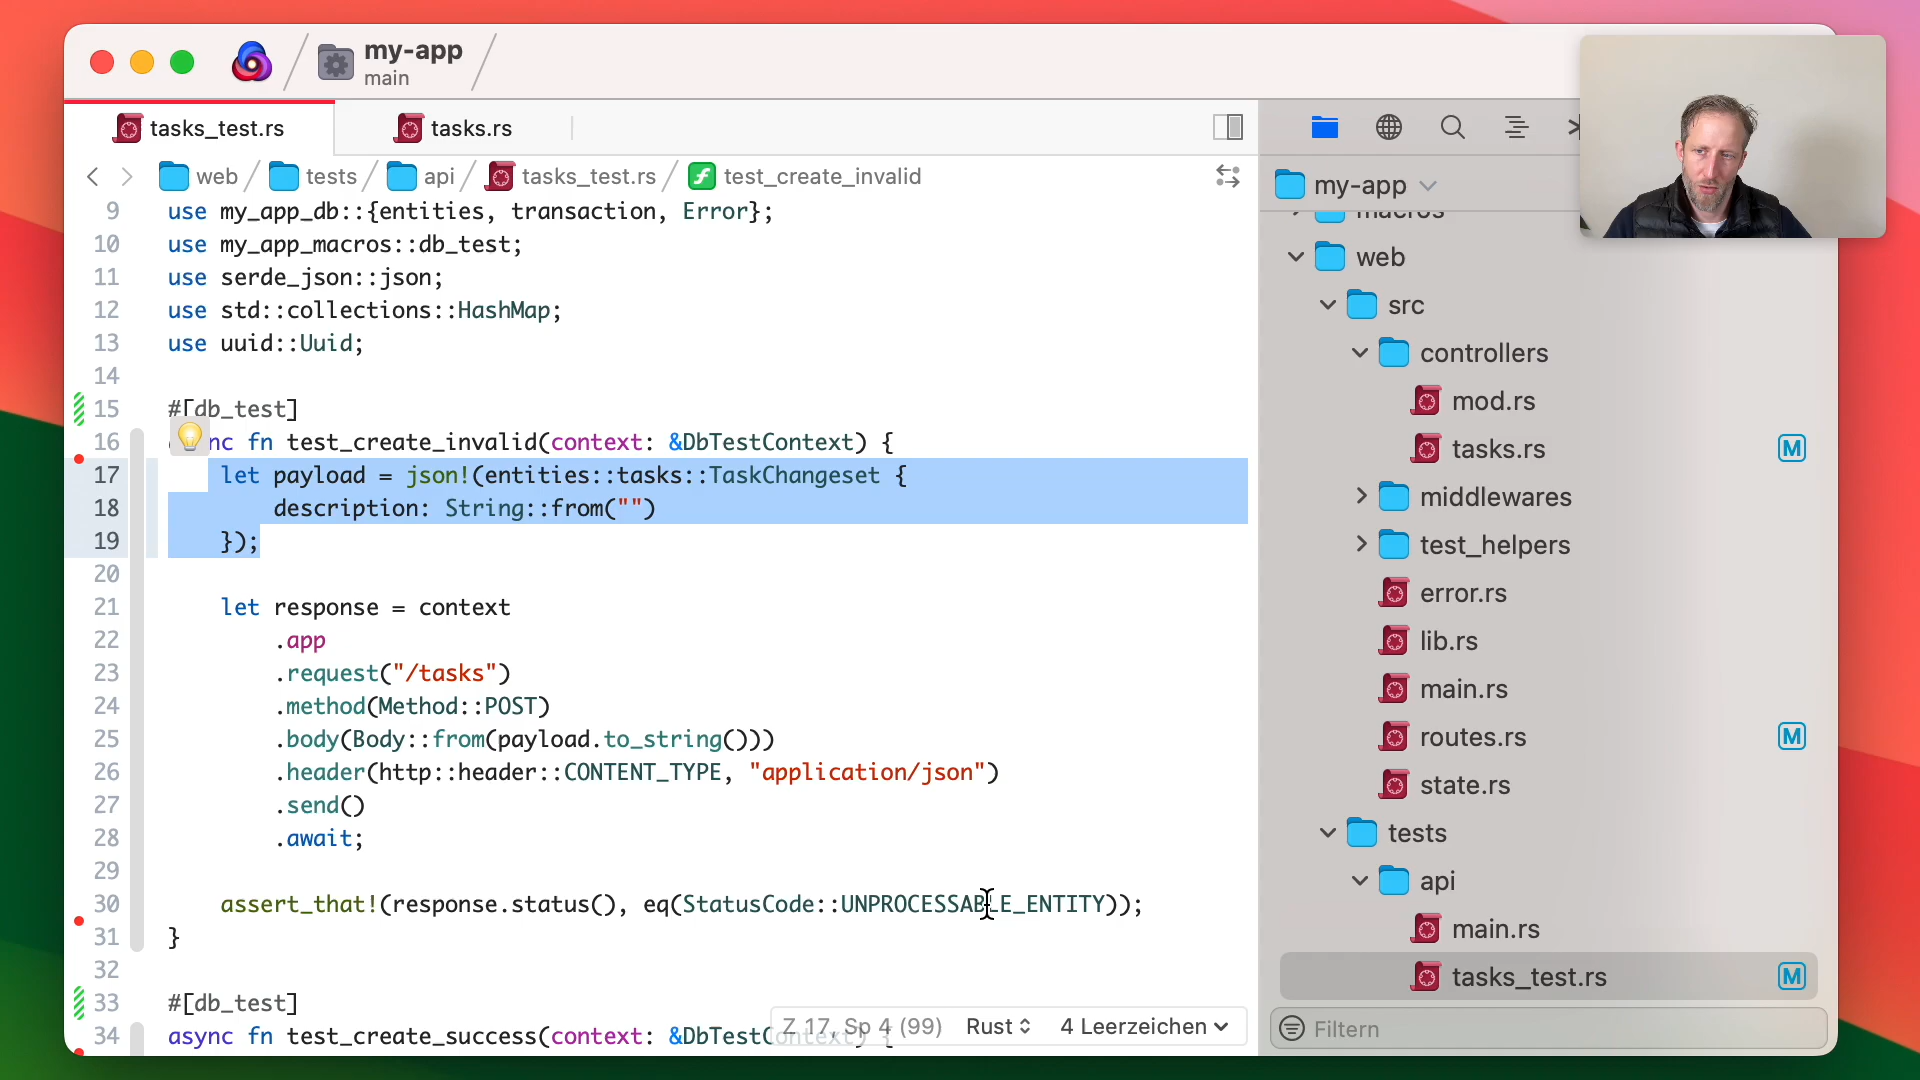 my-app
main
tasks_test.rs
tasks.rs
web
tests
api
tasks_test.rs
test_create_invalid
9 use my_app_db::{entities, transaction, Error};
10 use my_app_macros::db_test;
11 use serde_json::json;
12 use std::collections::HashMap;
13 use uuid::Uuid;
14
15 #[db_test]
16 nc fn test_create_invalid(context: &DbTestContext) {
17 let payload = json!(entities::tasks::TaskChangeset {
18 description: String::from("")
19 });
20
21 let response = context
22 .app
23 .request("/tasks")
24 .method(Method::POST)
25 .body(Body::from(payload.to_string()))
26 .header(http::header::CONTENT_TYPE, "application/json")
27 .send()
28 .await;
29
30 assert_that!(response.status(), eq(StatusCode::UNPROCESSABLE_ENTITY));
31 }
32
33 #[db_test]
34 async fn test_create_success(context: &DbTestContext) {
Z 17, Sp 4 (99)
Rust
4 Leerzeichen
my-app
macros
web
src
controllers
mod.rs
tasks.rs M
middlewares
test_helpers
error.rs
lib.rs
main.rs
routes.rs M
state.rs
tests
api
main.rs
tasks_test.rs M
Filtern